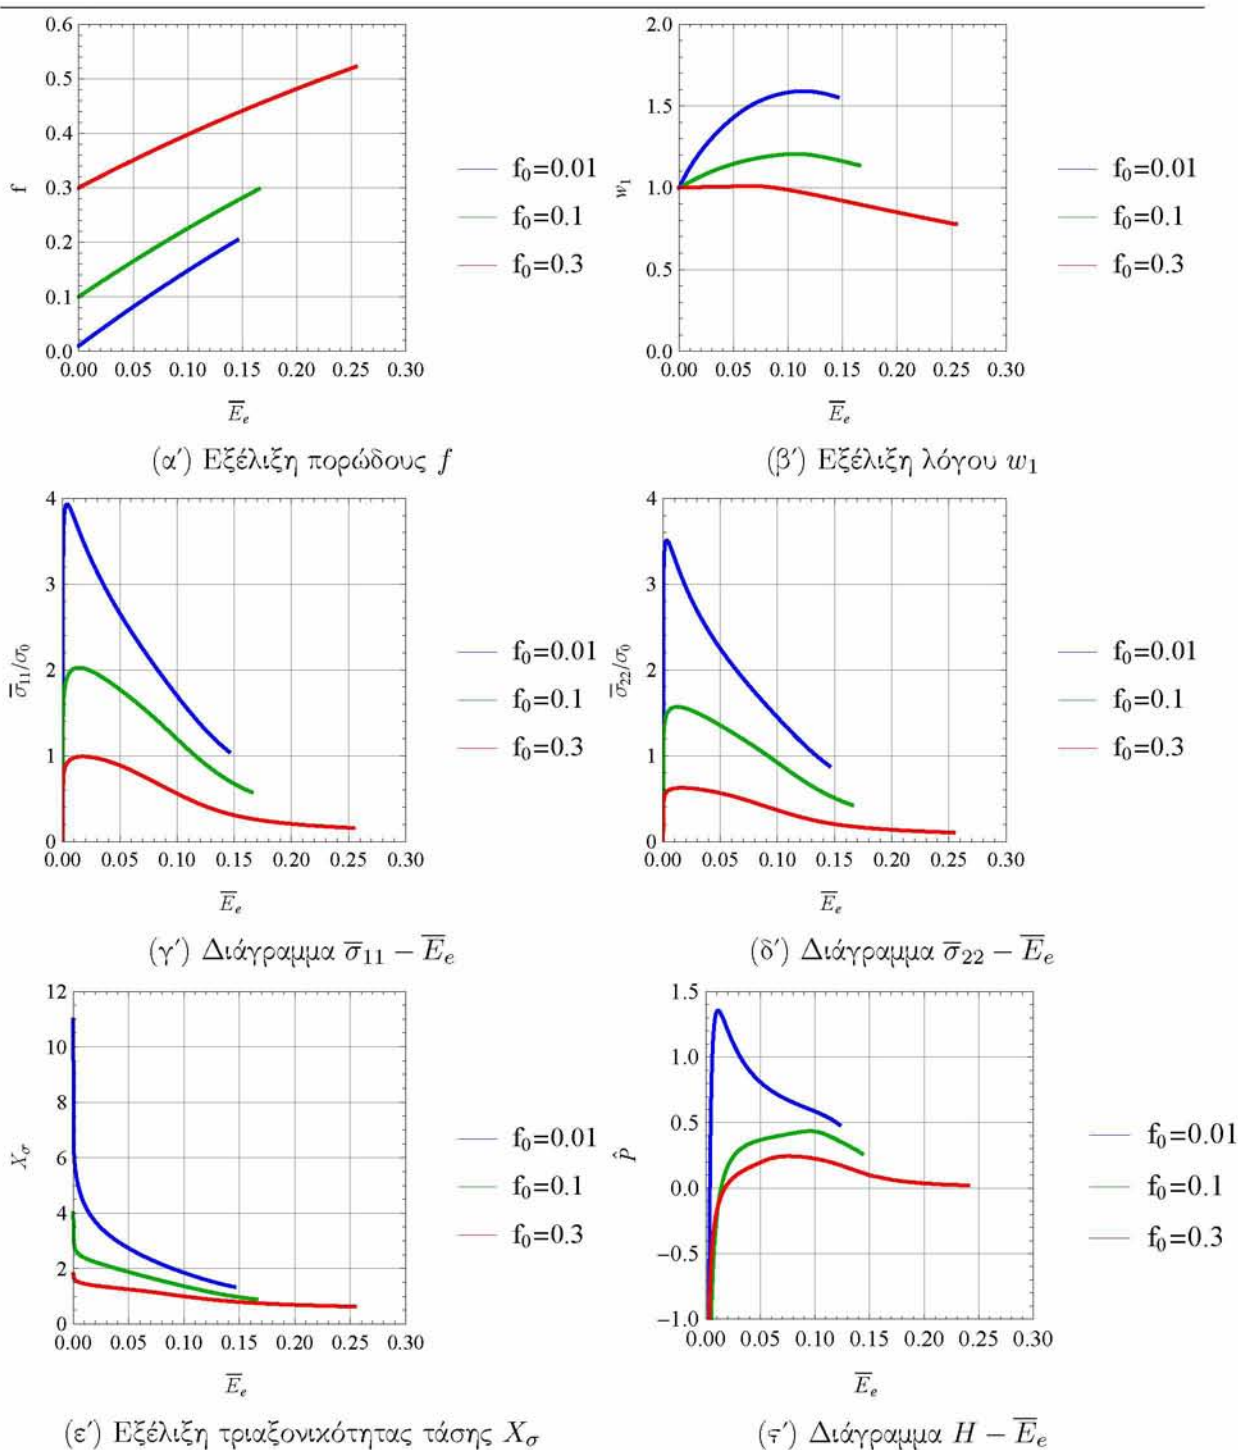 0.6
0.5
0.4
0.3
0.2
0.1
0.0
f
0.00 0.05 0.10 0.15 0.20 0.25 0.30
E̅e
f0=0.01
f0=0.1
f0=0.3
(α′) Εξέλιξη πορώδους f
2.0
1.5
1.0
0.5
0.0
w1
0.00 0.05 0.10 0.15 0.20 0.25 0.30
E̅e
f0=0.01
f0=0.1
f0=0.3
(β′) Εξέλιξη λόγου w1
4
3
2
1
0
σ̅11/σ0
0.00 0.05 0.10 0.15 0.20 0.25 0.30
E̅e
f0=0.01
f0=0.1
f0=0.3
(γ′) Διάγραμμα σ̅11 − E̅e
4
3
2
1
0
σ̅22/σ0
0.00 0.05 0.10 0.15 0.20 0.25 0.30
E̅e
f0=0.01
f0=0.1
f0=0.3
(δ′) Διάγραμμα σ̅22 − E̅e
12
10
8
6
4
2
0
Xσ
0.00 0.05 0.10 0.15 0.20 0.25 0.30
E̅e
f0=0.01
f0=0.1
f0=0.3
(ε′) Εξέλιξη τριαξονικότητας τάσης Xσ
1.5
1.0
0.5
0.0
−0.5
−1.0
P̂
0.00 0.05 0.10 0.15 0.20 0.25 0.30
E̅e
f0=0.01
f0=0.1
f0=0.3
(ϛ′) Διάγραμμα H − E̅e